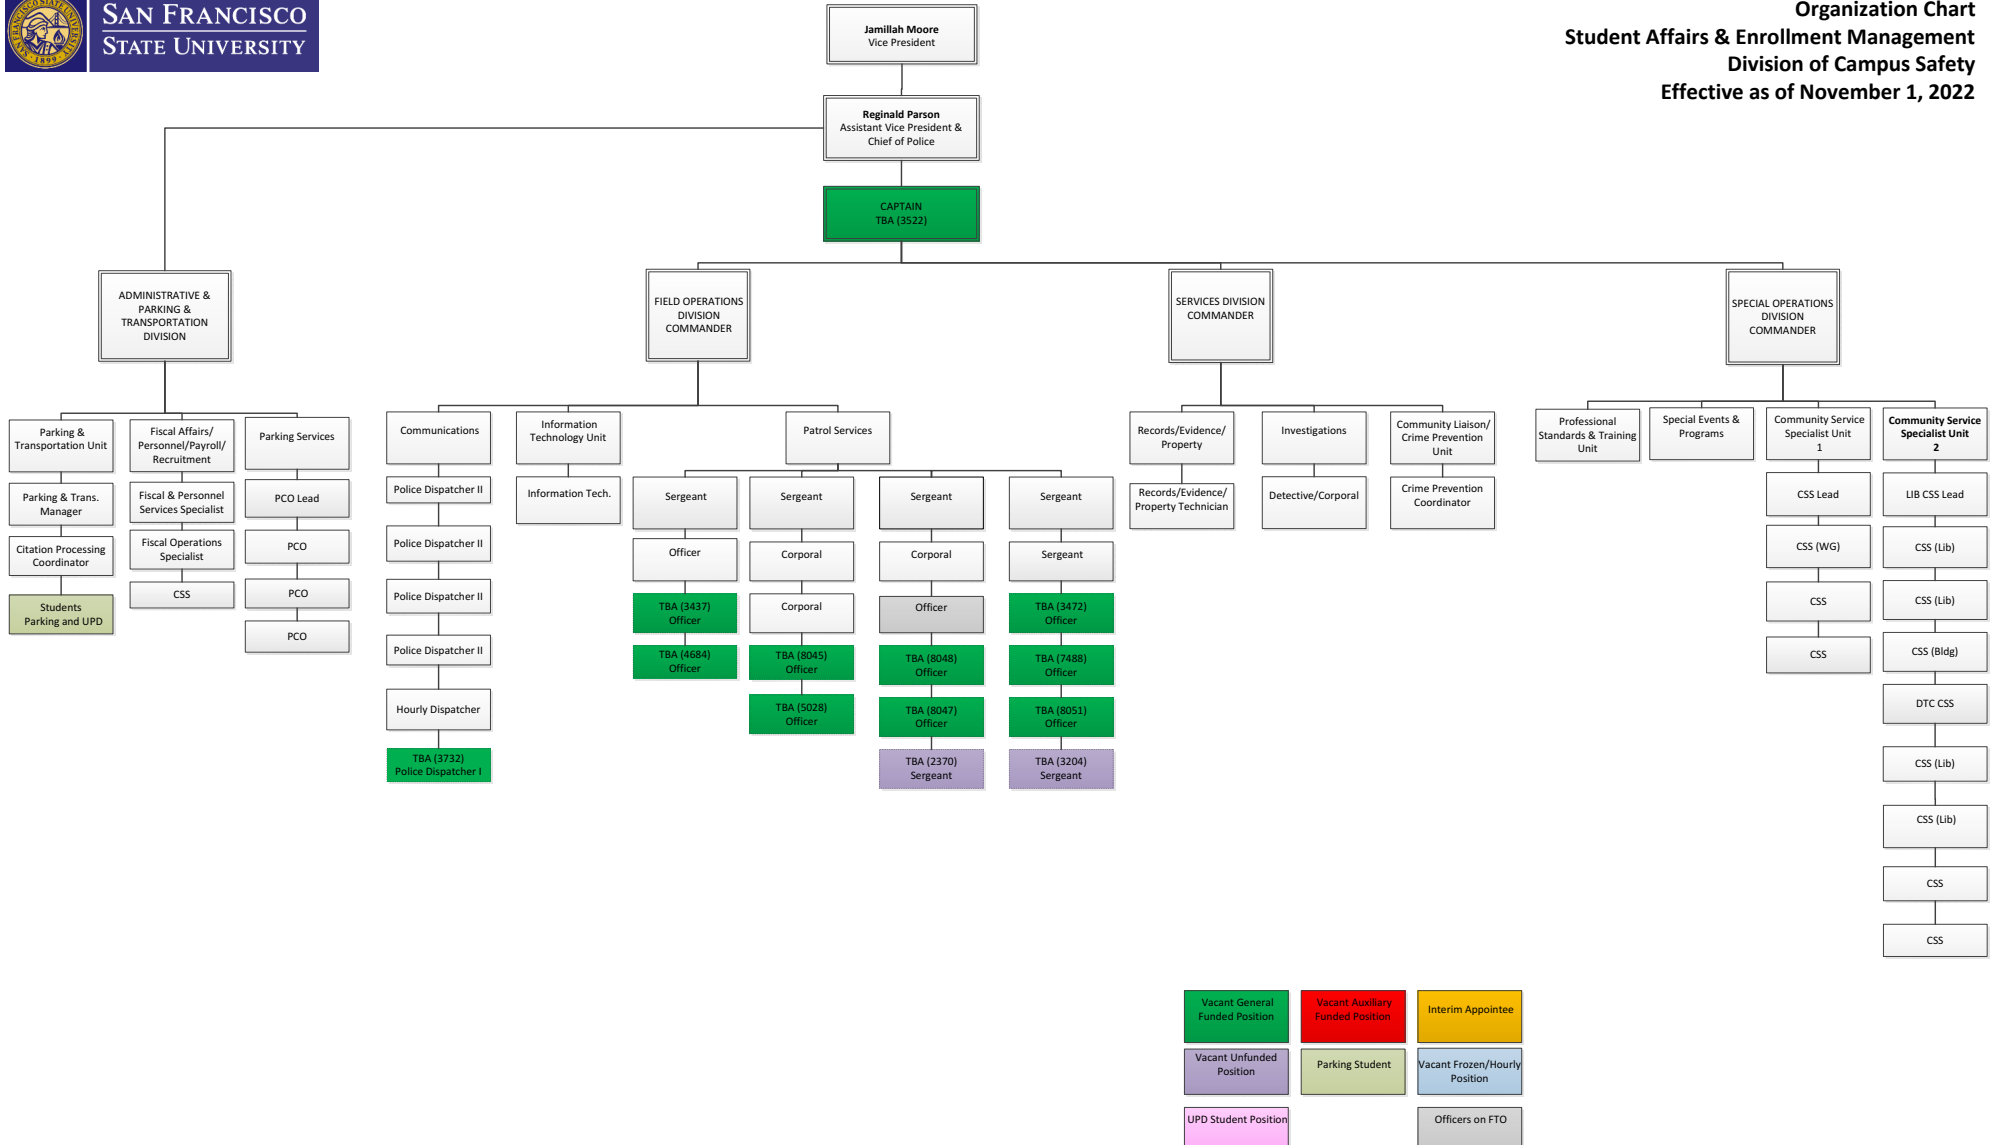 SAN FRANCISCO
STATE UNIVERSITY
Organization Chart
Student Affairs & Enrollment Management
Division of Campus Safety
Effective as of November 1, 2022
Jamillah Moore
Vice President
Reginald Parson
Assistant Vice President &
Chief of Police
CAPTAIN
TBA (3522)
ADMINISTRATIVE &
PARKING &
TRANSPORTATION
DIVISION
FIELD OPERATIONS
DIVISION
COMMANDER
SERVICES DIVISION
COMMANDER
SPECIAL OPERATIONS
DIVISION
COMMANDER
Parking &
Transportation Unit
Parking & Trans.
Manager
Citation Processing
Coordinator
Students
Parking and UPD
Fiscal Affairs/
Personnel/Payroll/
Recruitment
Fiscal & Personnel
Services Specialist
Fiscal Operations
Specialist
CSS
Parking Services
PCO Lead
PCO
PCO
PCO
Communications
Police Dispatcher II
Police Dispatcher II
Police Dispatcher II
Police Dispatcher II
Hourly Dispatcher
TBA (3732)
Police Dispatcher I
Information
Technology Unit
Information Tech.
Patrol Services
Sergeant
Officer
TBA (3437)
Officer
TBA (4684)
Officer
Sergeant
Corporal
Corporal
TBA (8045)
Officer
TBA (5028)
Officer
Sergeant
Corporal
Officer
TBA (8048)
Officer
TBA (8047)
Officer
TBA (2370)
Sergeant
Sergeant
Sergeant
TBA (3472)
Officer
TBA (7488)
Officer
TBA (8051)
Officer
TBA (3204)
Sergeant
Records/Evidence/
Property
Records/Evidence/
Property Technician
Investigations
Detective/Corporal
Community Liaison/
Crime Prevention
Unit
Crime Prevention
Coordinator
Professional
Standards & Training
Unit
Special Events &
Programs
Community Service
Specialist Unit
1
CSS Lead
CSS (WG)
CSS
CSS
Community Service
Specialist Unit
2
LIB CSS Lead
CSS (Lib)
CSS (Lib)
CSS (Bldg)
DTC CSS
CSS (Lib)
CSS (Lib)
CSS
CSS
Vacant General
Funded Position
Vacant Auxiliary
Funded Position
Interim Appointee
Vacant Unfunded
Position
Parking Student
Vacant Frozen/Hourly
Position
UPD Student Position
Officers on FTO